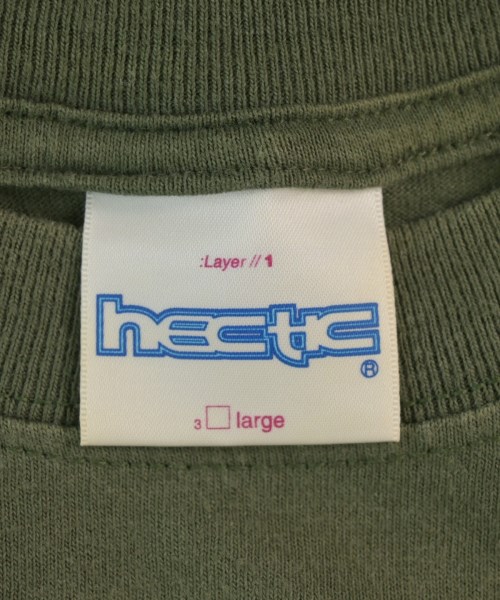 :Layer // 1
hectic
®
3 □ large